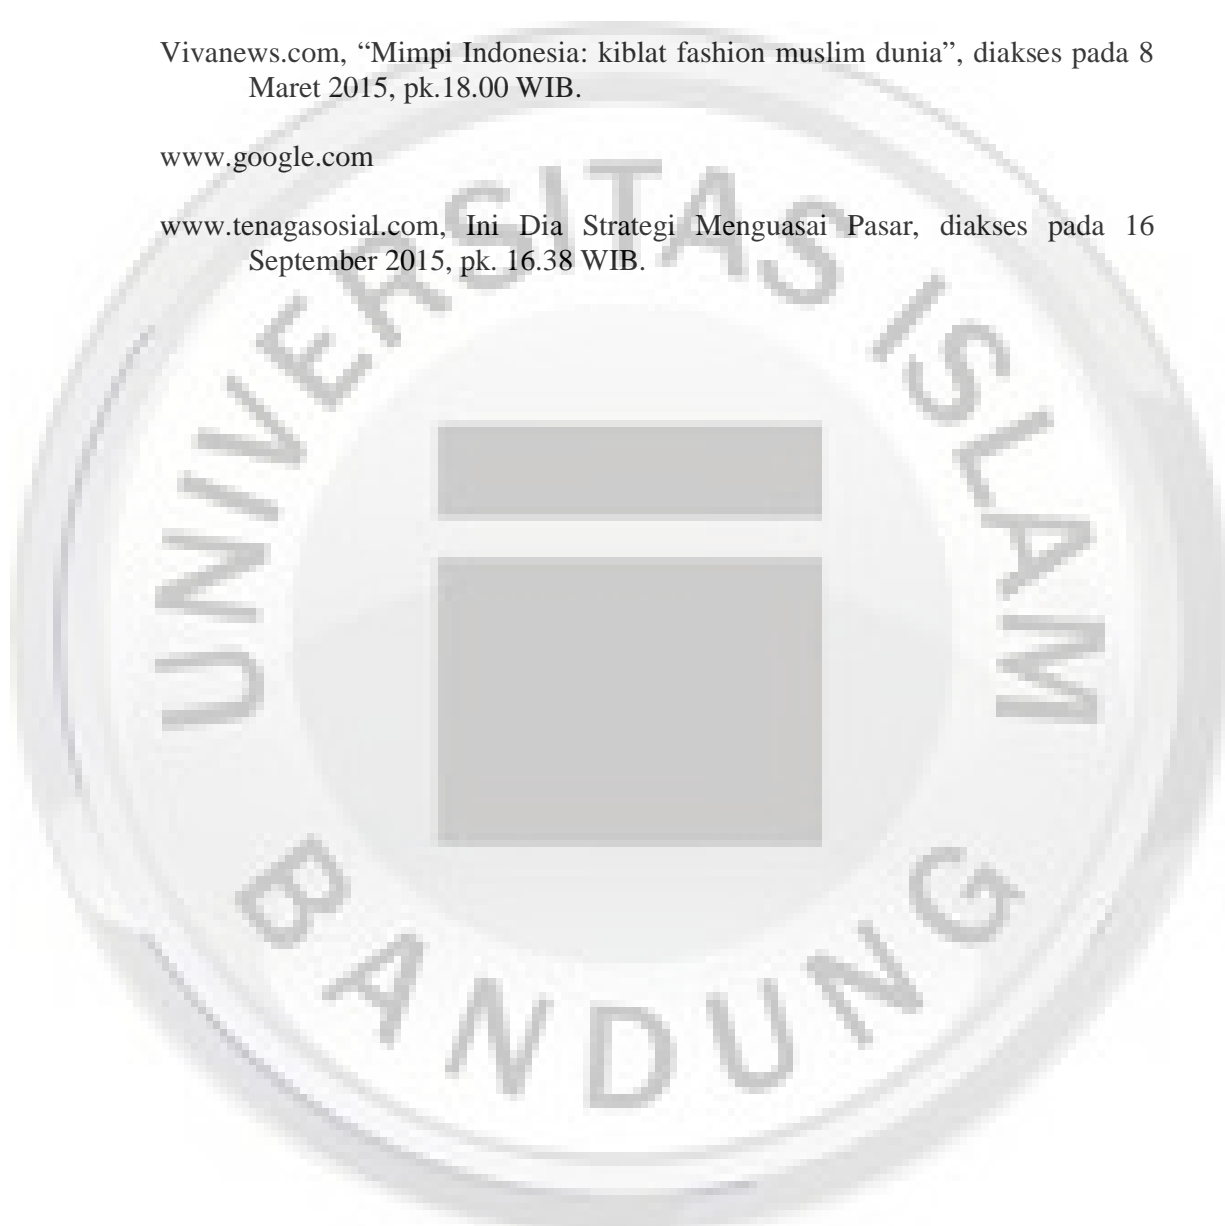 Vivanews.com, “Mimpi Indonesia: kiblat fashion muslim dunia”, diakses pada 8
Maret 2015, pk.18.00 WIB.
www.google.com
www.tenagasosial.com, Ini Dia Strategi Menguasai Pasar, diakses pada 16
September 2015, pk. 16.38 WIB.
UNIVERSITAS ISLAM
BANDUNG